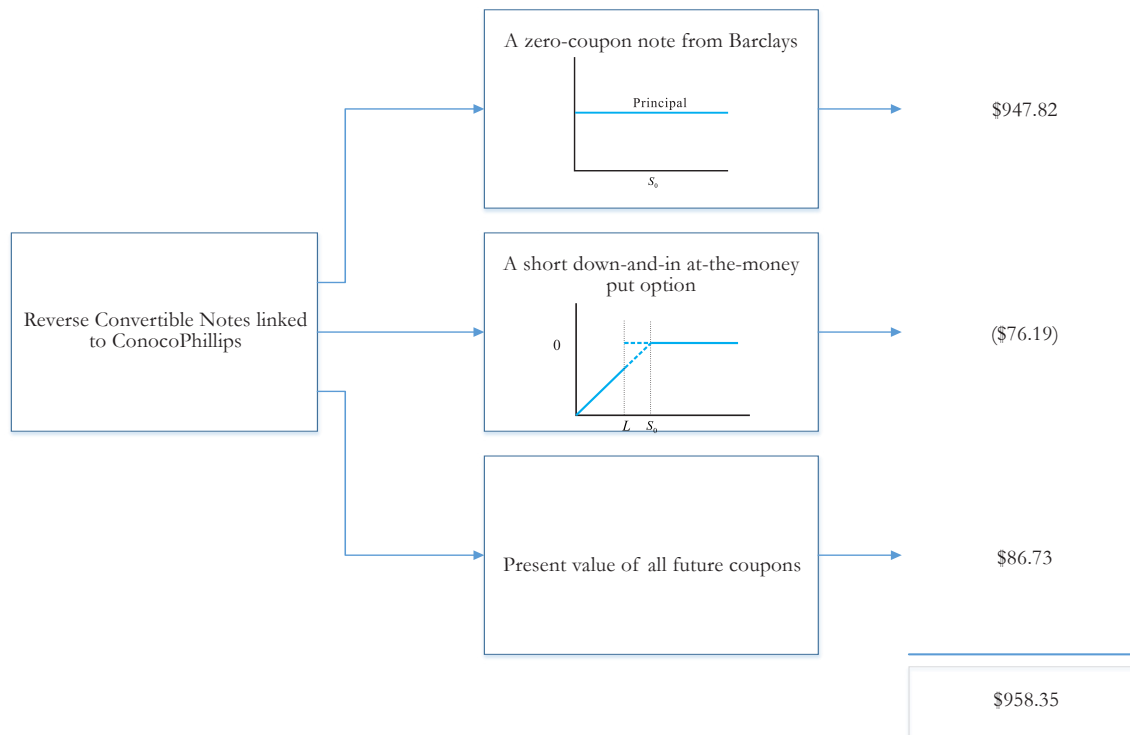 A zero-coupon note from Barclays
Principal
S₀
$947.82
Reverse Convertible Notes linked
to ConocoPhillips
A short down-and-in at-the-money
put option
0
L S₀
($76.19)
Present value of all future coupons
$86.73
$958.35